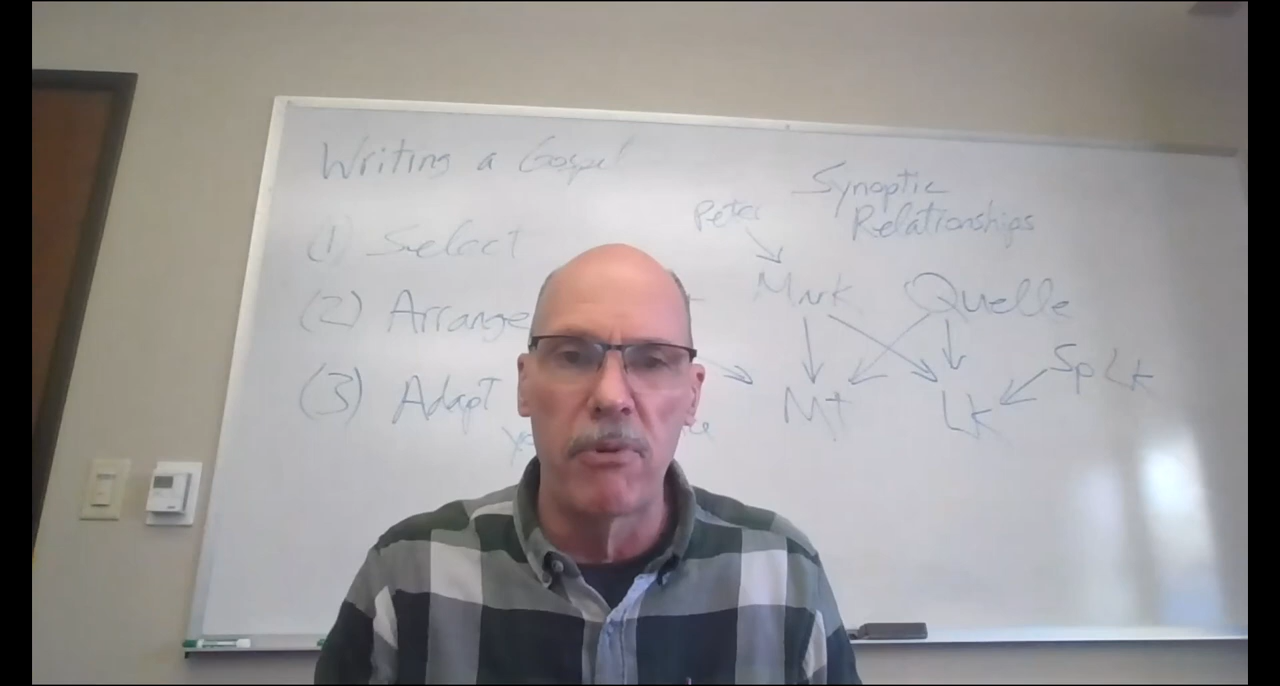 Writing a Gospel
(1) Select
(2) Arrange
(3) Adapt
Synoptic
Relationships
Peter
Mark Quelle
Sp Lk
Mt Lk